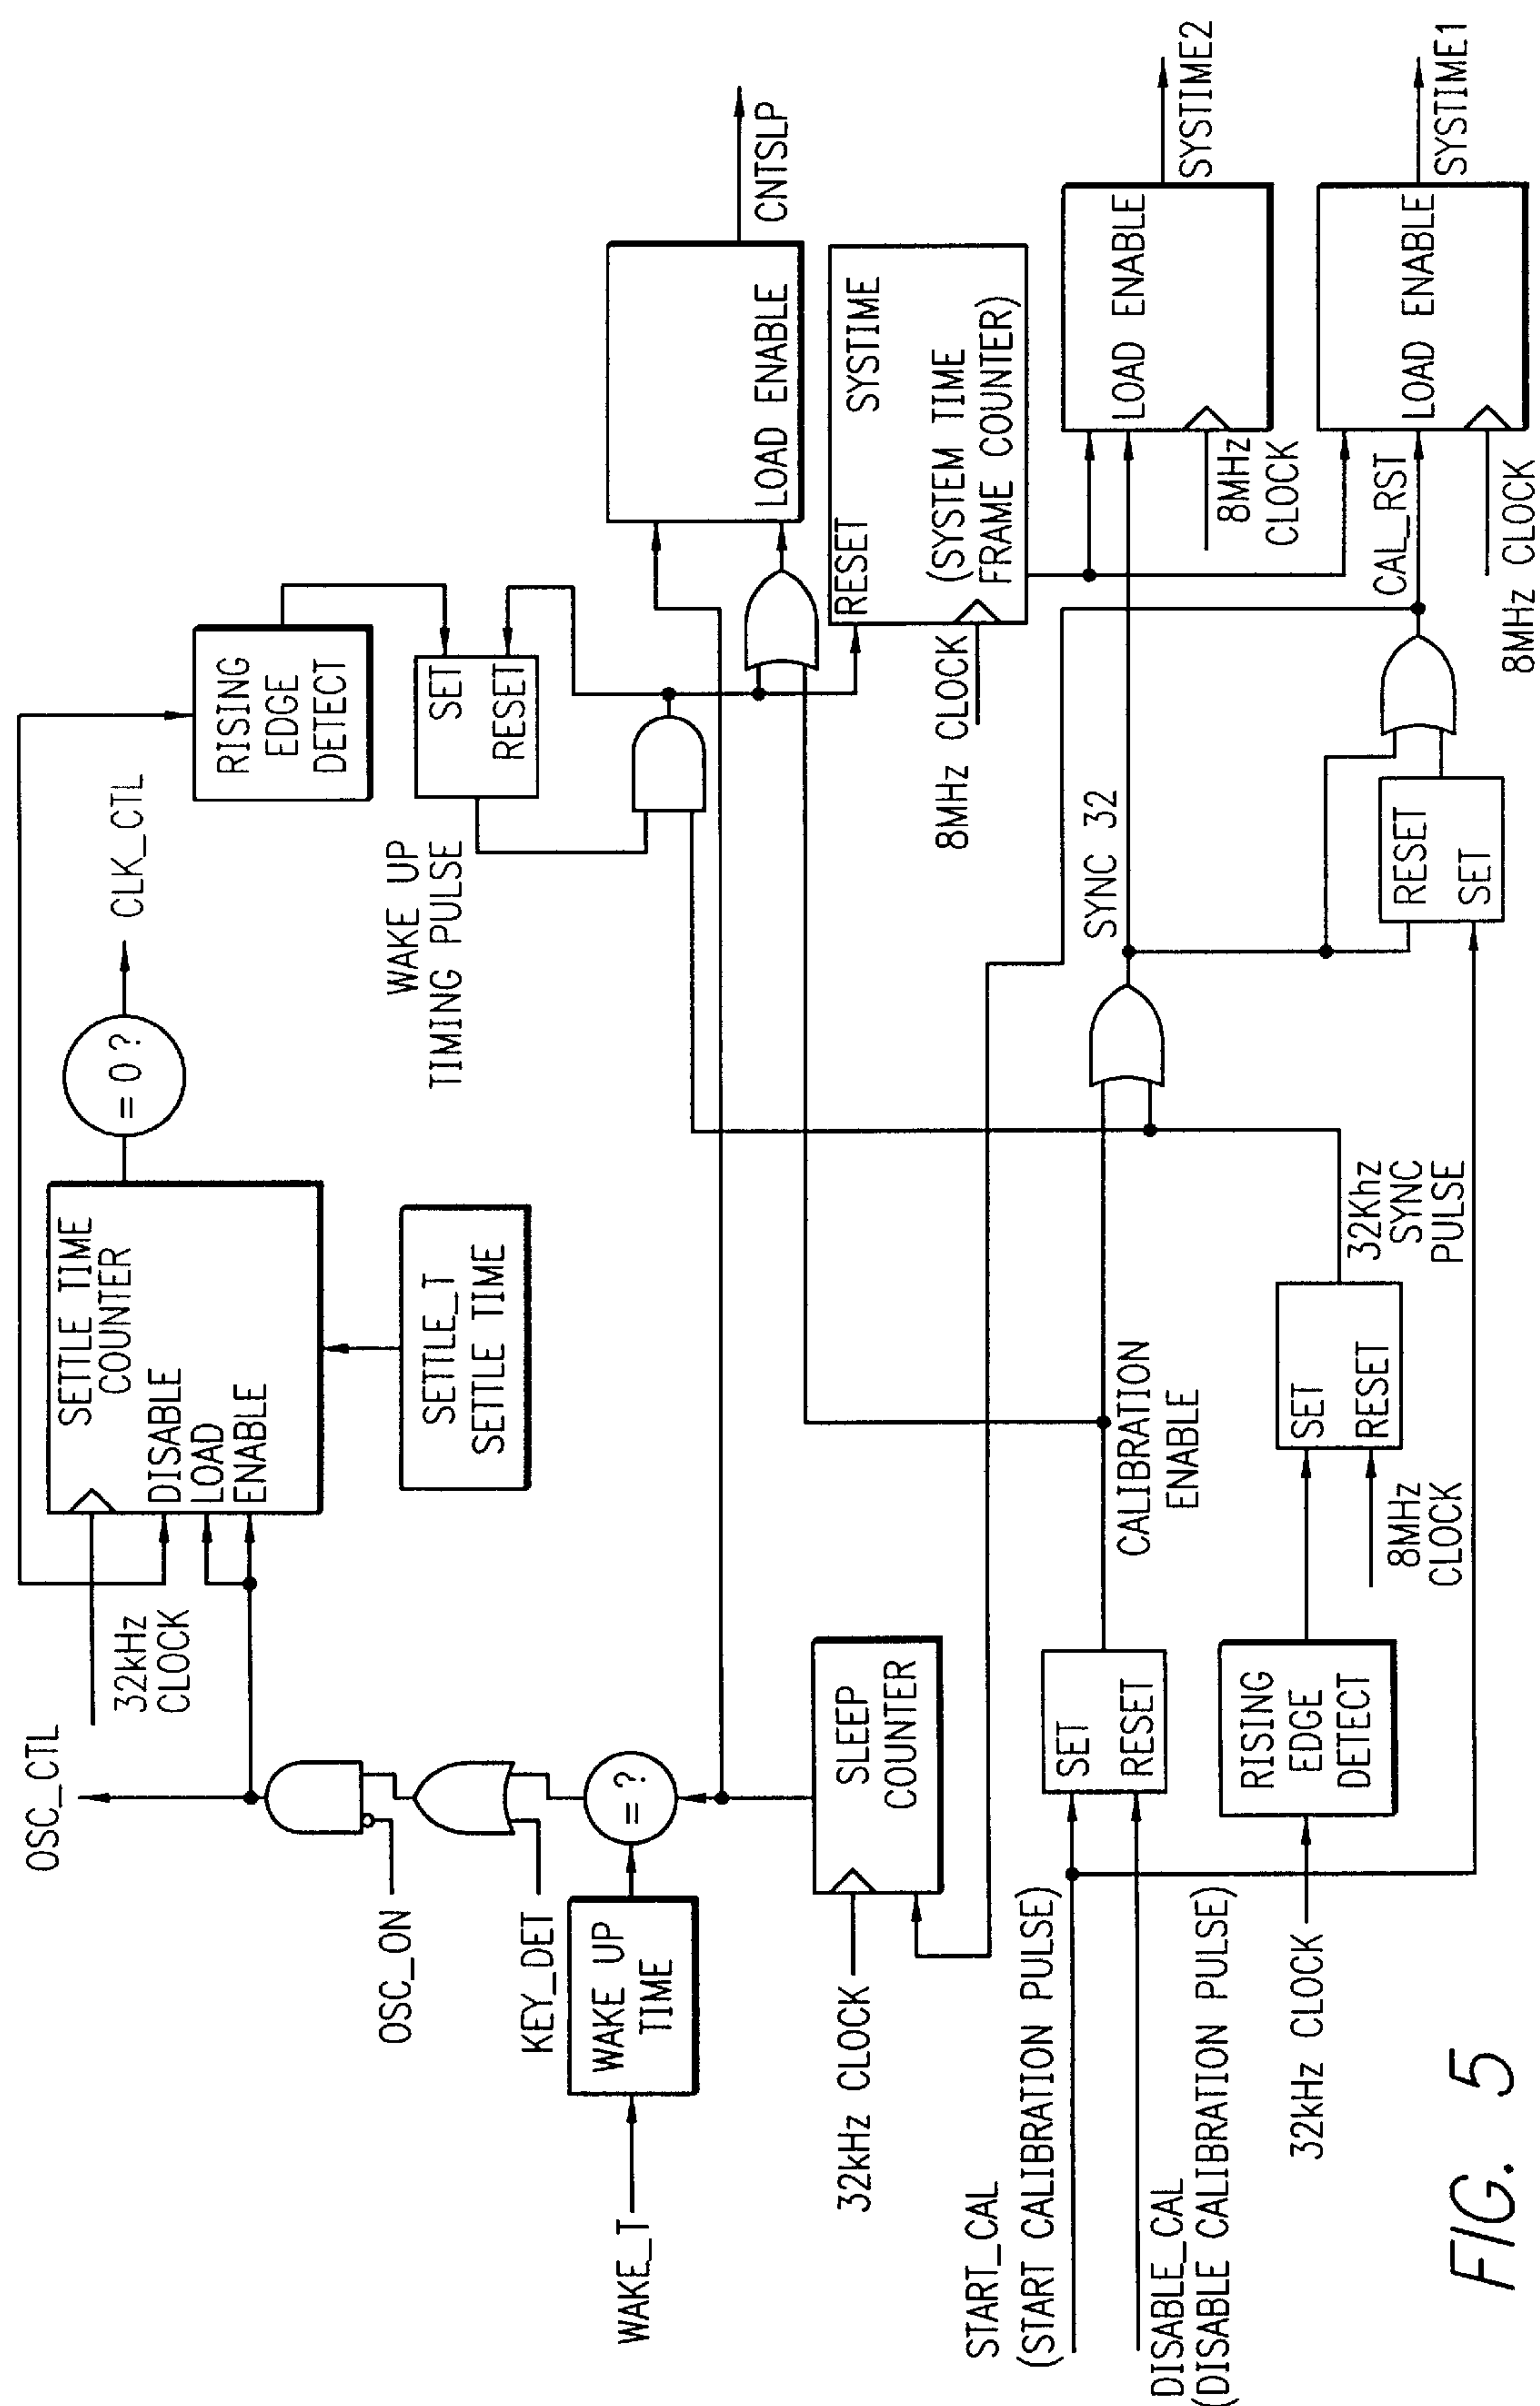 OSC_CTL
32kHz
CLOCK
SETTLE TIME
COUNTER
DISABLE
LOAD
ENABLE
= 0 ?
CLK_CTL
RISING
EDGE
DETECT
SETTLE_T
SETTLE TIME
OSC_ON
KEY_DET
WAKE UP
TIMING PULSE
SET
RESET
WAKE_T
WAKE UP
TIME
= ?
LOAD ENABLE
CNTSLP
32kHz CLOCK
SLEEP
COUNTER
8MHz CLOCK
RESET
SYSTIME
(SYSTEM TIME
FRAME COUNTER)
START_CAL
(START CALIBRATION PULSE)
SET
RESET
CALIBRATION
ENABLE
SYNC 32
LOAD ENABLE
8MHz
CLOCK
SYSTIME2
DISABLE_CAL
(DISABLE CALIBRATION PULSE)
32kHz CLOCK
RISING
EDGE
DETECT
SET
RESET
8MHz
CLOCK
32Khz
SYNC
PULSE
RESET
SET
CAL_RST
LOAD ENABLE
8MHz CLOCK
SYSTIME1
FIG. 5